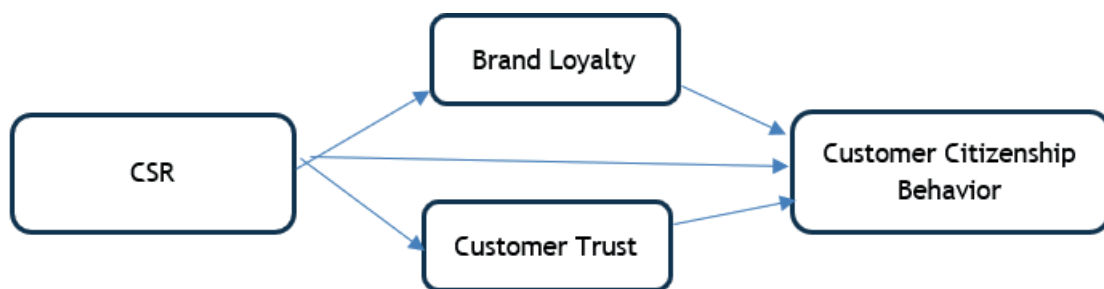 Brand Loyalty
CSR
Customer Citizenship
Behavior
Customer Trust